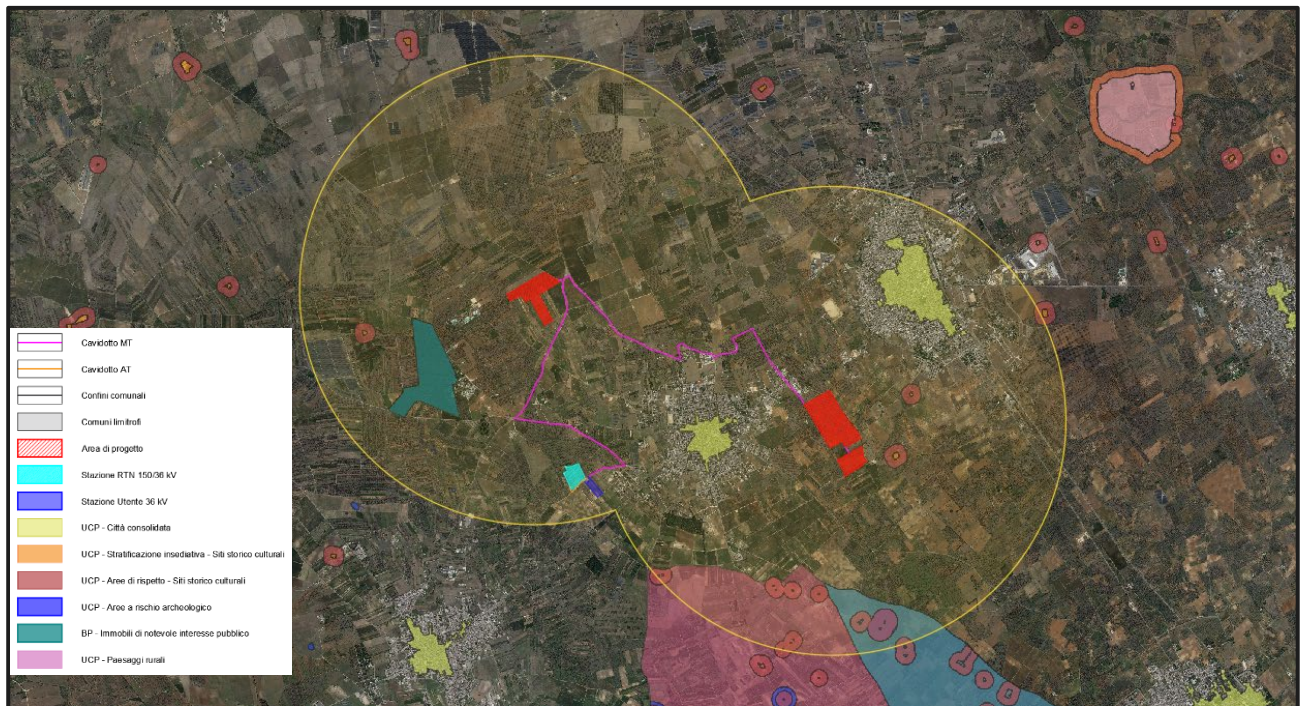 Cavidotto MT
Cavidotto AT
Confini comunali
Comuni limitrofi
Area di progetto
Stazione RTN 150/36 kV
Stazione Utente 36 kV
UCP - Città consolidata
UCP - Stratificazione insediativa - Siti storico culturali
UCP - Aree di rispetto - Siti storico culturali
UCP - Aree a rischio archeologico
BP - Immobili di notevole interesse pubblico
UCP - Paesaggi rurali